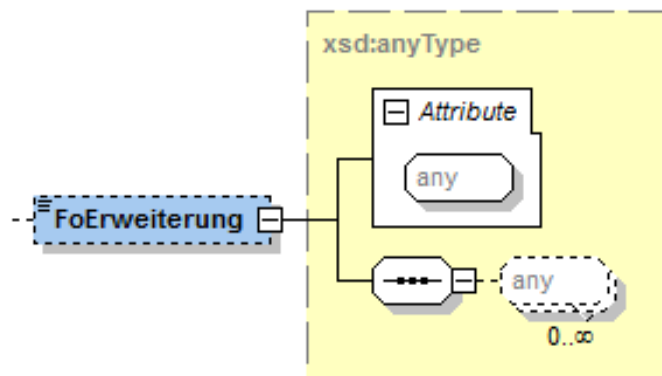 xsd:anyType
Attribute
any
FoErweiterung
any
0..∞